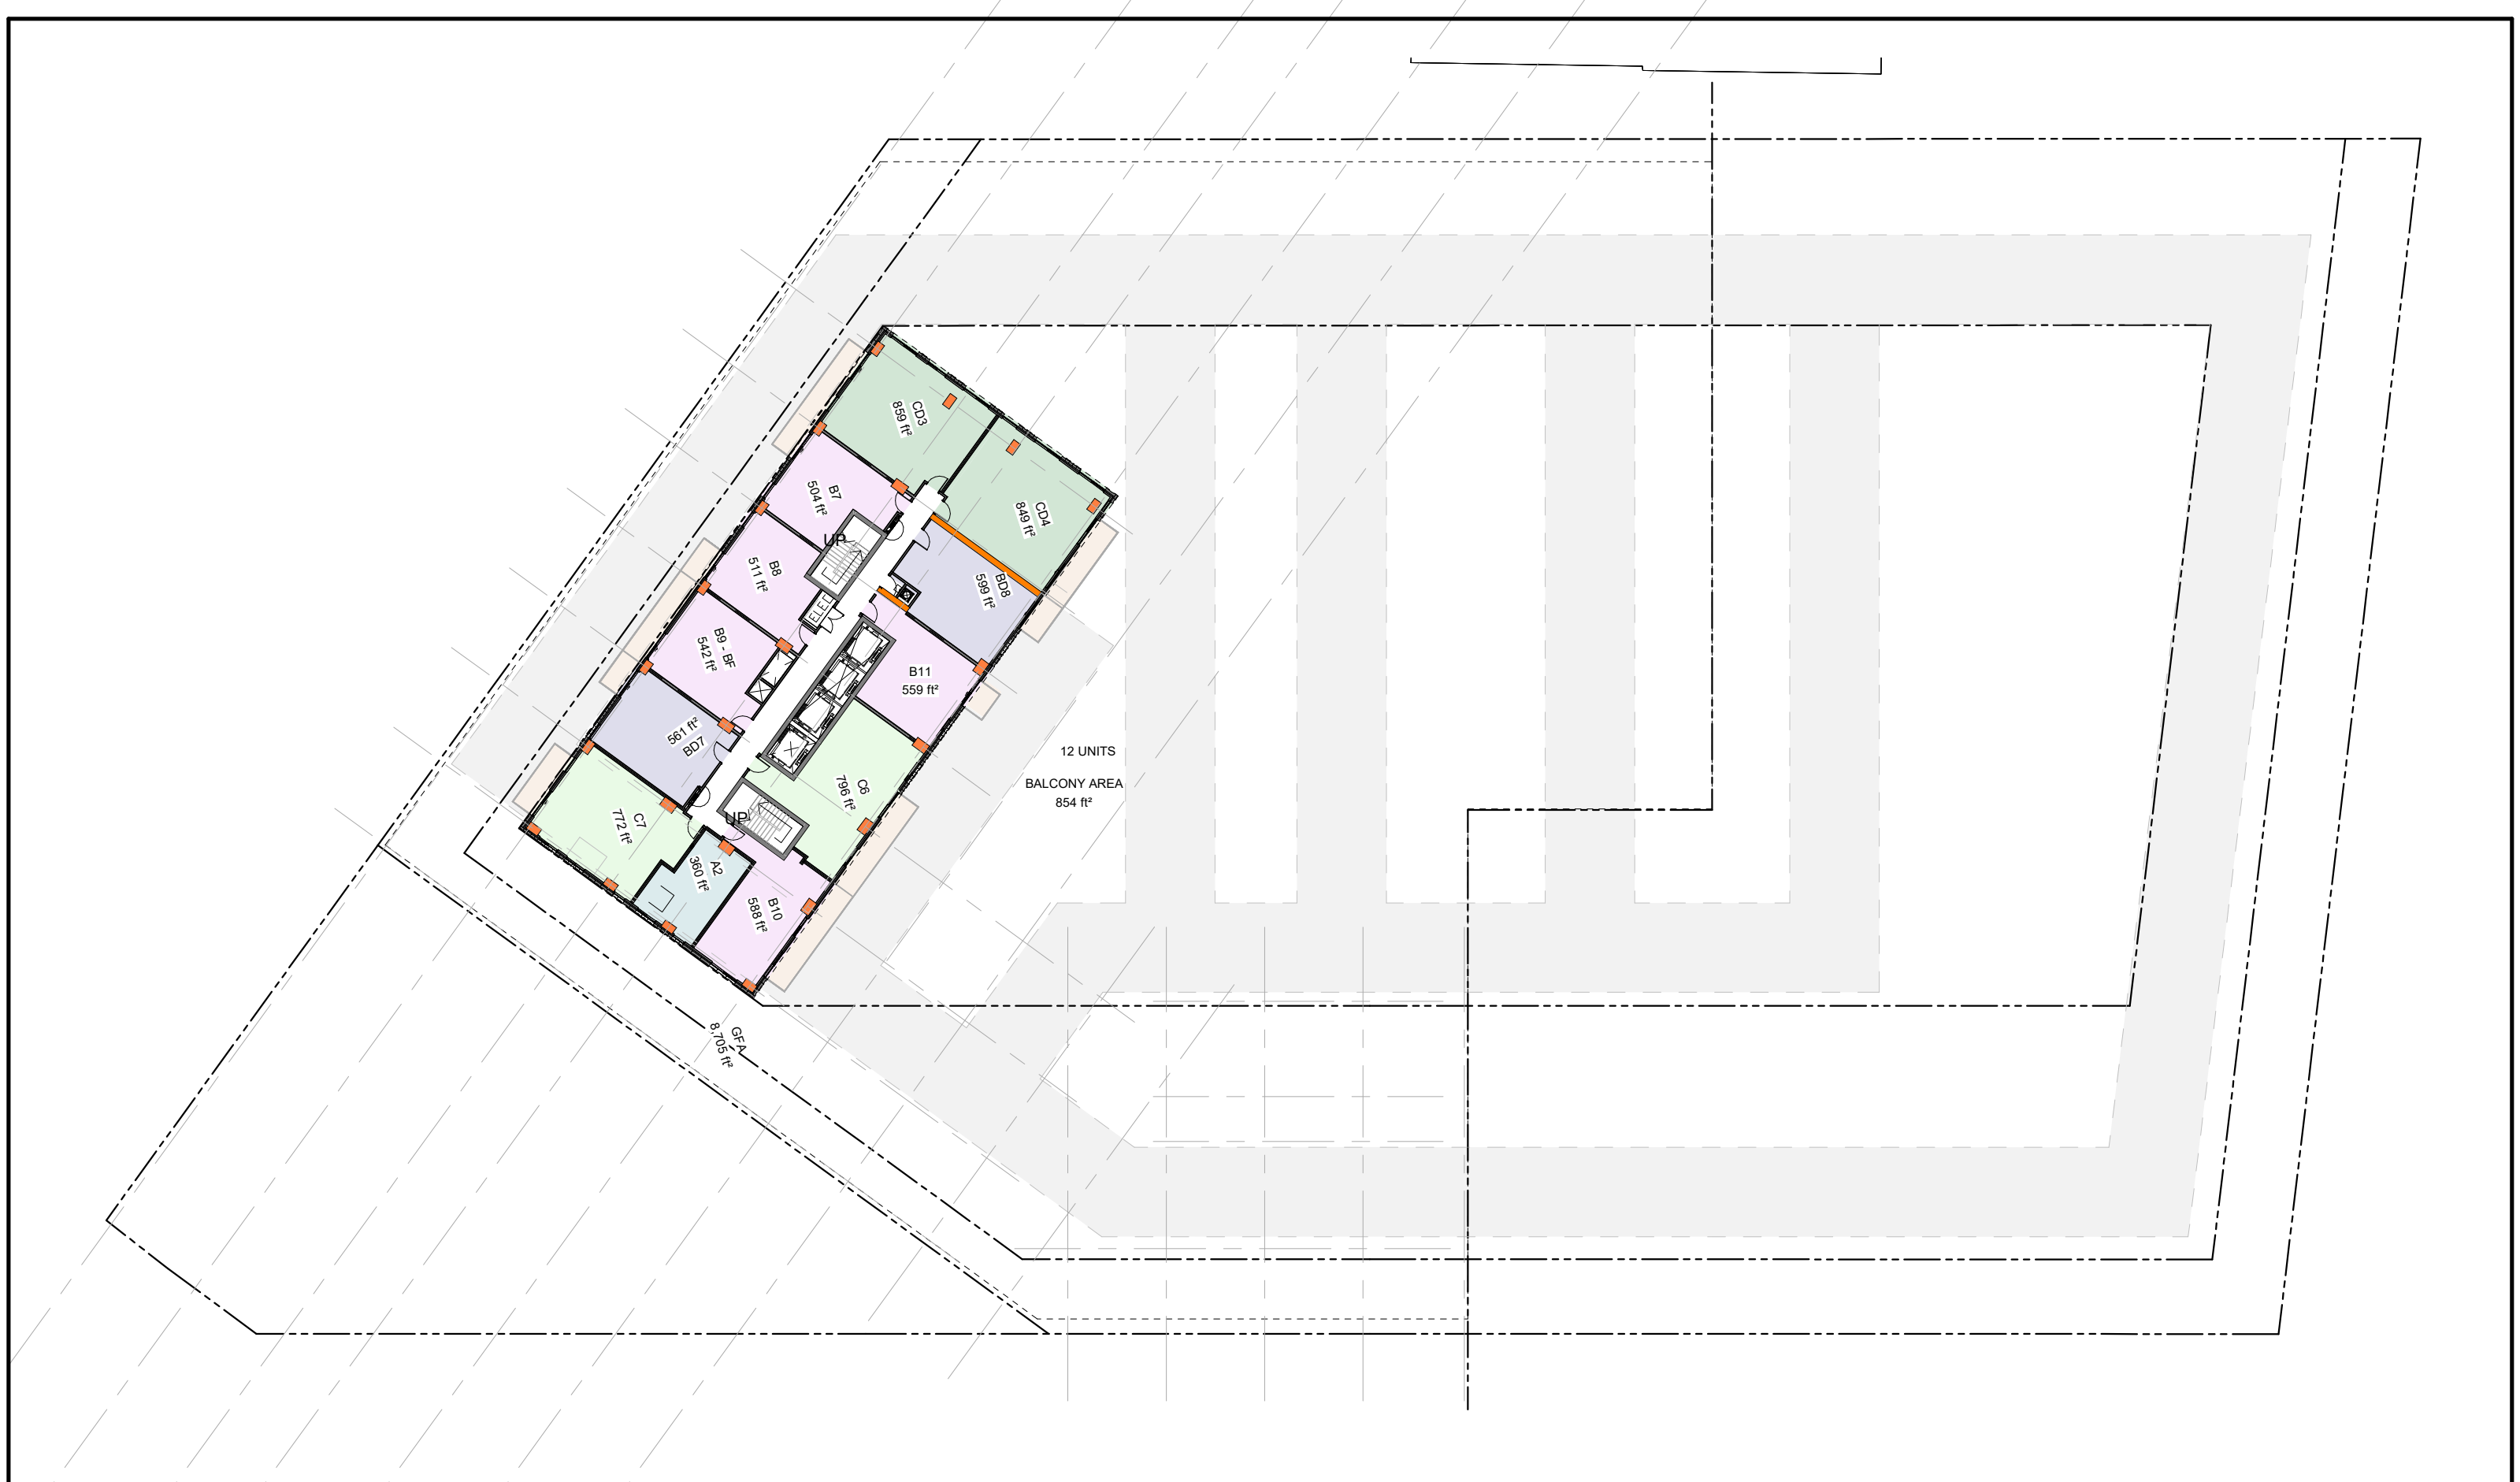 CD3
859 ft²
B7
504 ft²
CD4
849 ft²
UP
B8
511 ft²
BD8
599 ft²
ELEC
B9 - BF
542 ft²
B11
559 ft²
561 ft²
BD7
12 UNITS
BALCONY AREA
854 ft²
C6
796 ft²
UP
C7
772 ft²
A2
360 ft²
B10
588 ft²
GFA
8,705 ft²